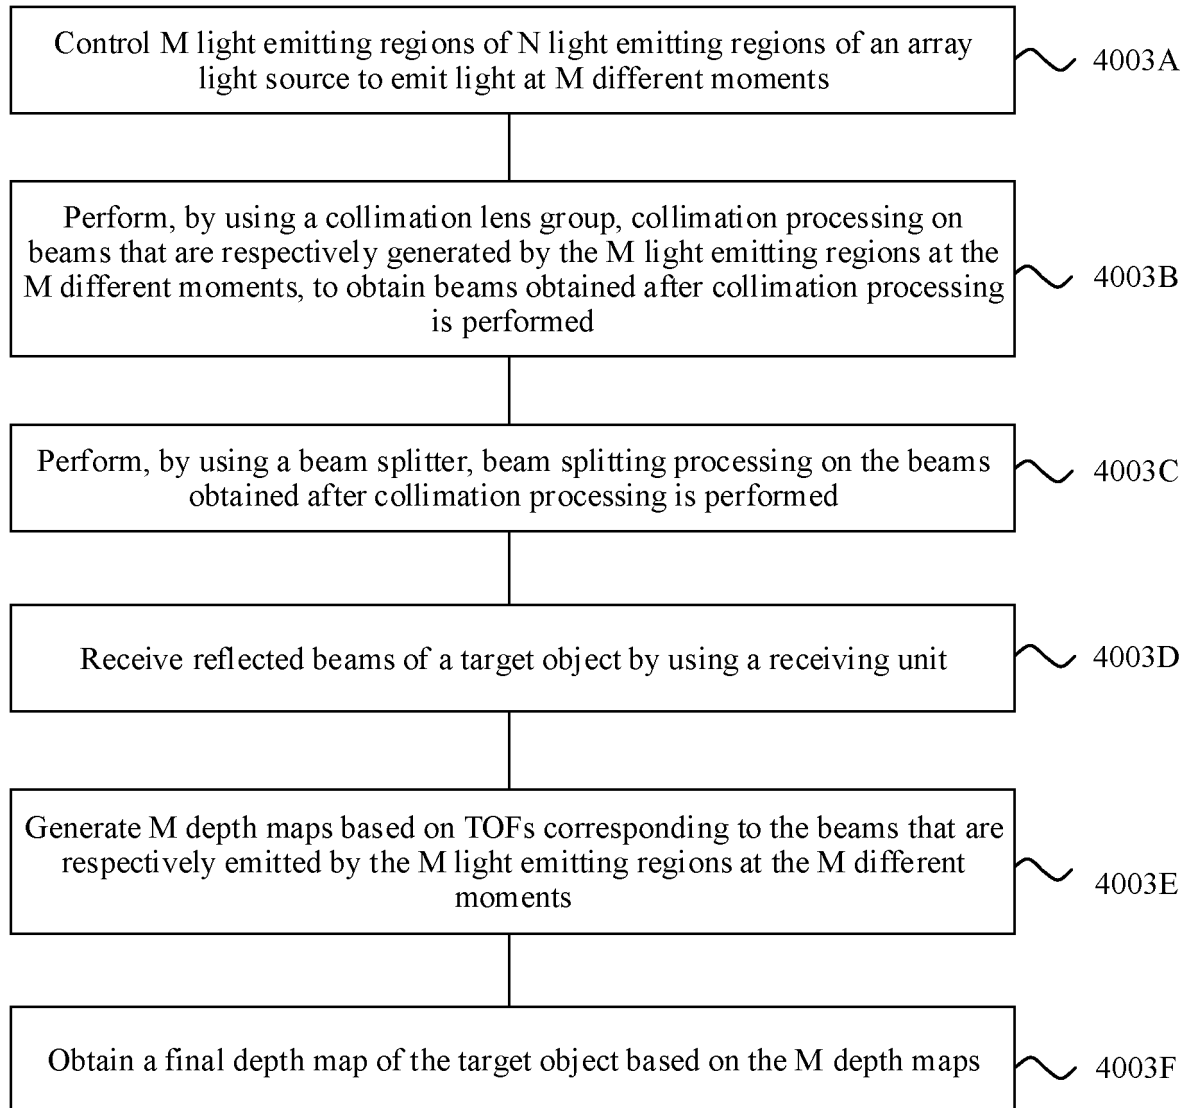 Control M light emitting regions of N light emitting regions of an array
light source to emit light at M different moments
4003A
Perform, by using a collimation lens group, collimation processing on
beams that are respectively generated by the M light emitting regions at the
M different moments, to obtain beams obtained after collimation processing
is performed
4003B
Perform, by using a beam splitter, beam splitting processing on the beams
obtained after collimation processing is performed
4003C
Receive reflected beams of a target object by using a receiving unit
4003D
Generate M depth maps based on TOFs corresponding to the beams that are
respectively emitted by the M light emitting regions at the M different
moments
4003E
Obtain a final depth map of the target object based on the M depth maps
4003F